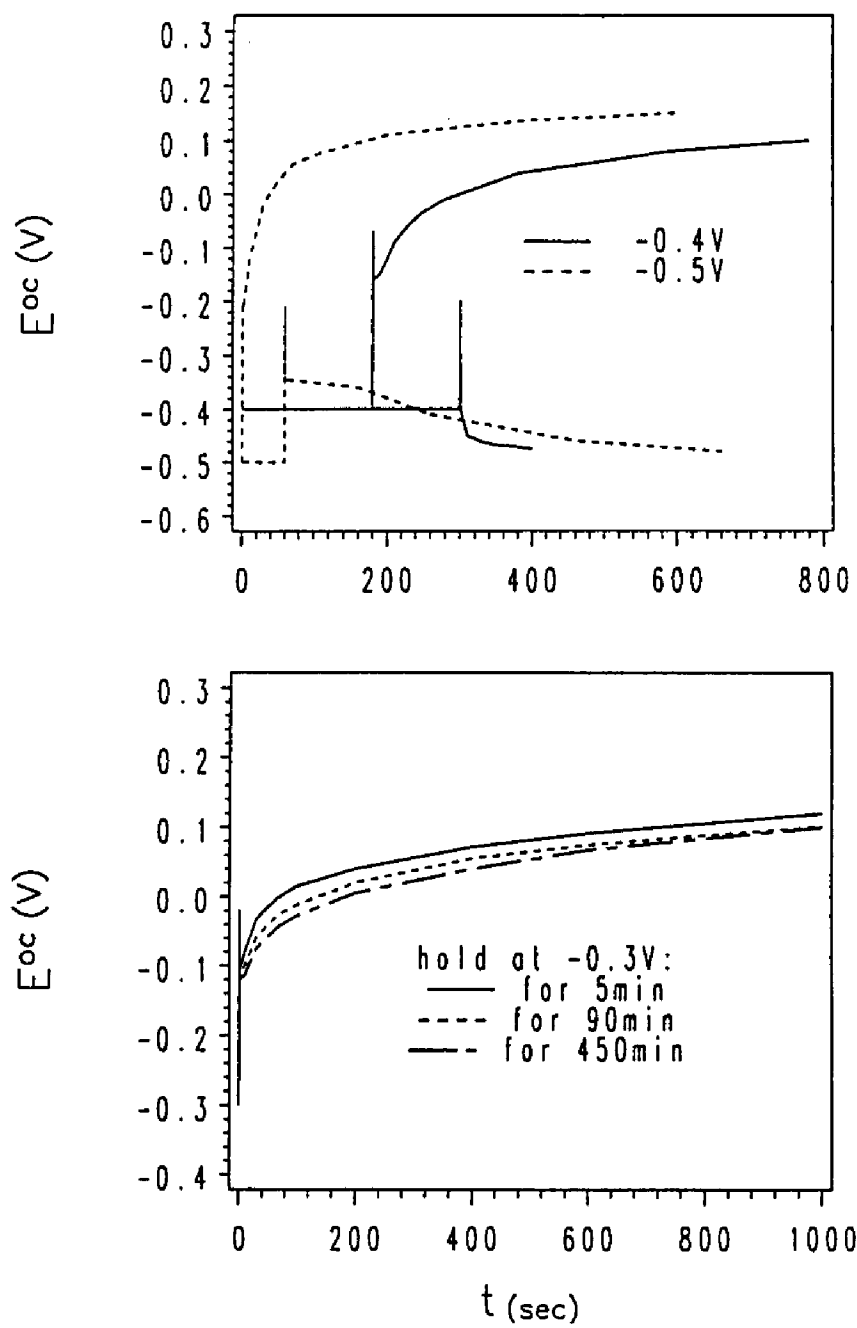 0.3
0.2
0.1
0.0
-0.1
-0.2
-0.3
-0.4
-0.5
-0.6
E^oc (V)
-0.4V
-0.5V
0 200 400 600 800
0.3
0.2
0.1
0.0
-0.1
-0.2
-0.3
-0.4
E^oc (V)
hold at -0.3V:
for 5min
for 90min
for 450min
0 200 400 600 800 1000
t (sec)